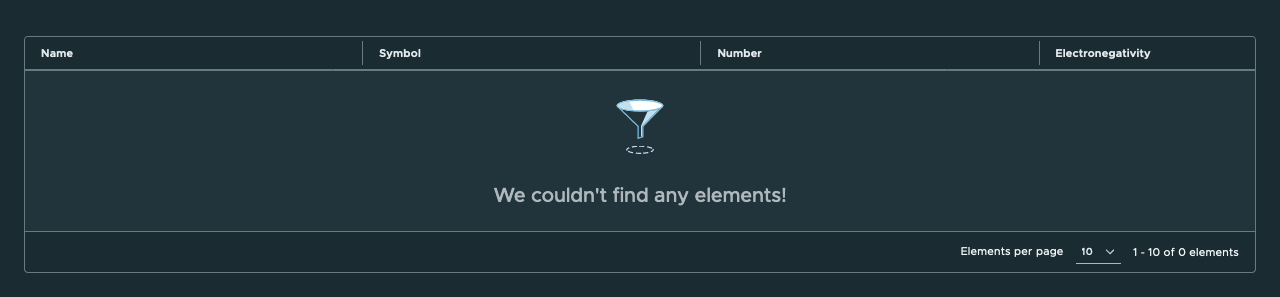 Name Symbol Number Electronegativity
We couldn't find any elements!
Elements per page 10 1 - 10 of 0 elements